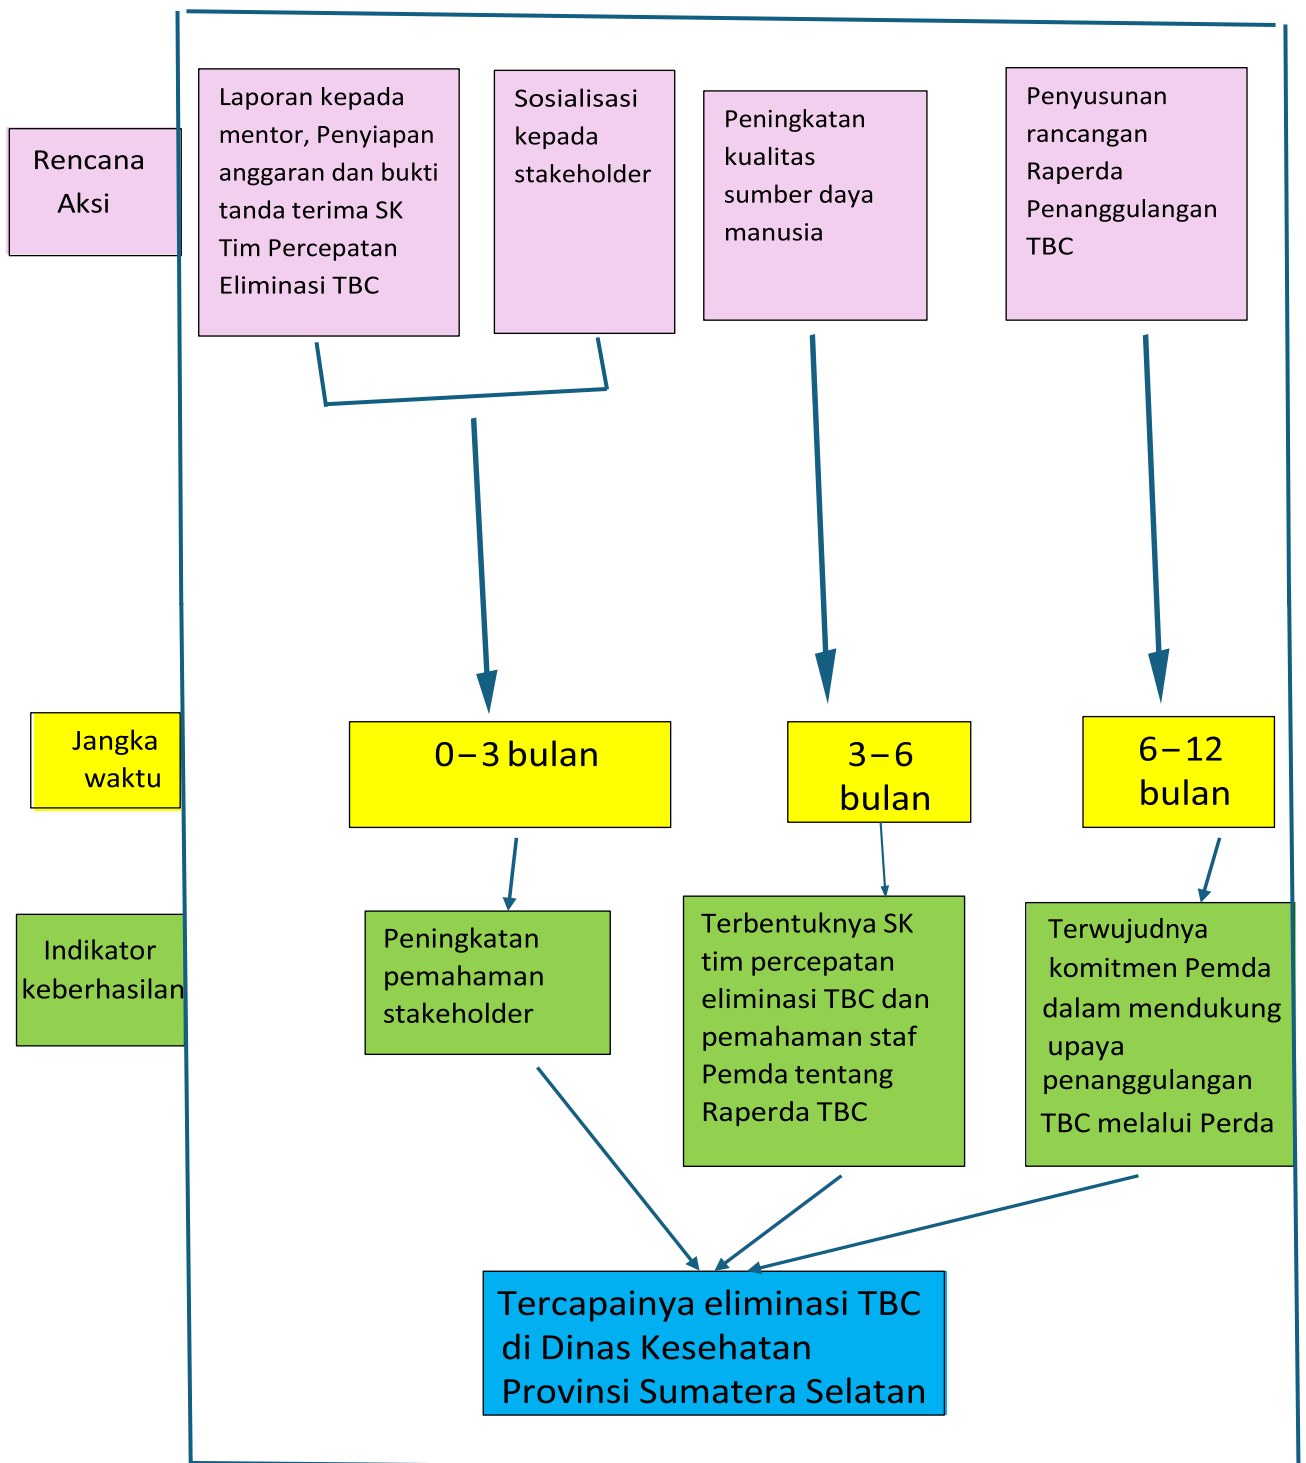 Rencana
Aksi
Laporan kepada
mentor, Penyiapan
anggaran dan bukti
tanda terima SK
Tim Percepatan
Eliminasi TBC
Sosialisasi
kepada
stakeholder
Peningkatan
kualitas
sumber daya
manusia
Penyusunan
rancangan
Raperda
Penanggulangan
TBC
Jangka
waktu
0–3 bulan
3–6
bulan
6–12
bulan
Indikator
keberhasilan
Peningkatan
pemahaman
stakeholder
Terbentuknya SK
tim percepatan
eliminasi TBC dan
pemahaman staf
Pemda tentang
Raperda TBC
Terwujudnya
komitmen Pemda
dalam mendukung
upaya
penanggulangan
TBC melalui Perda
Tercapainya eliminasi TBC
di Dinas Kesehatan
Provinsi Sumatera Selatan